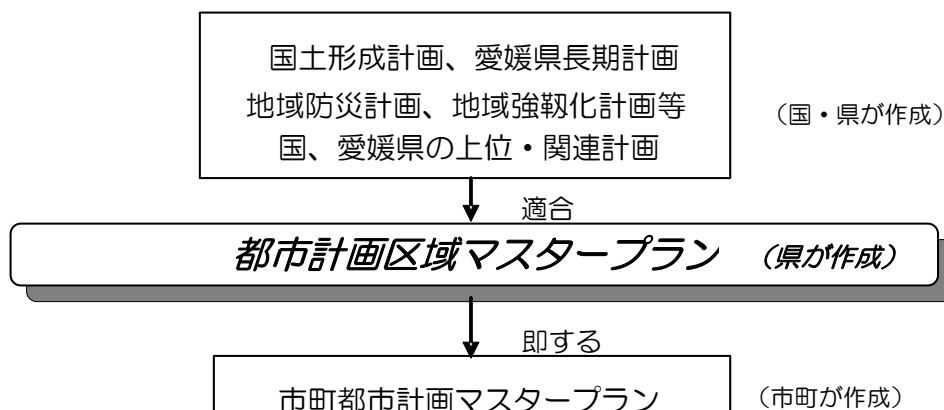 国土形成計画、愛媛県長期計画
地域防災計画、地域強靱化計画等
国、愛媛県の上位・関連計画
（国・県が作成）
適合
都市計画区域マスタープラン （県が作成）
即する
市町都市計画マスタープラン
（市町が作成）